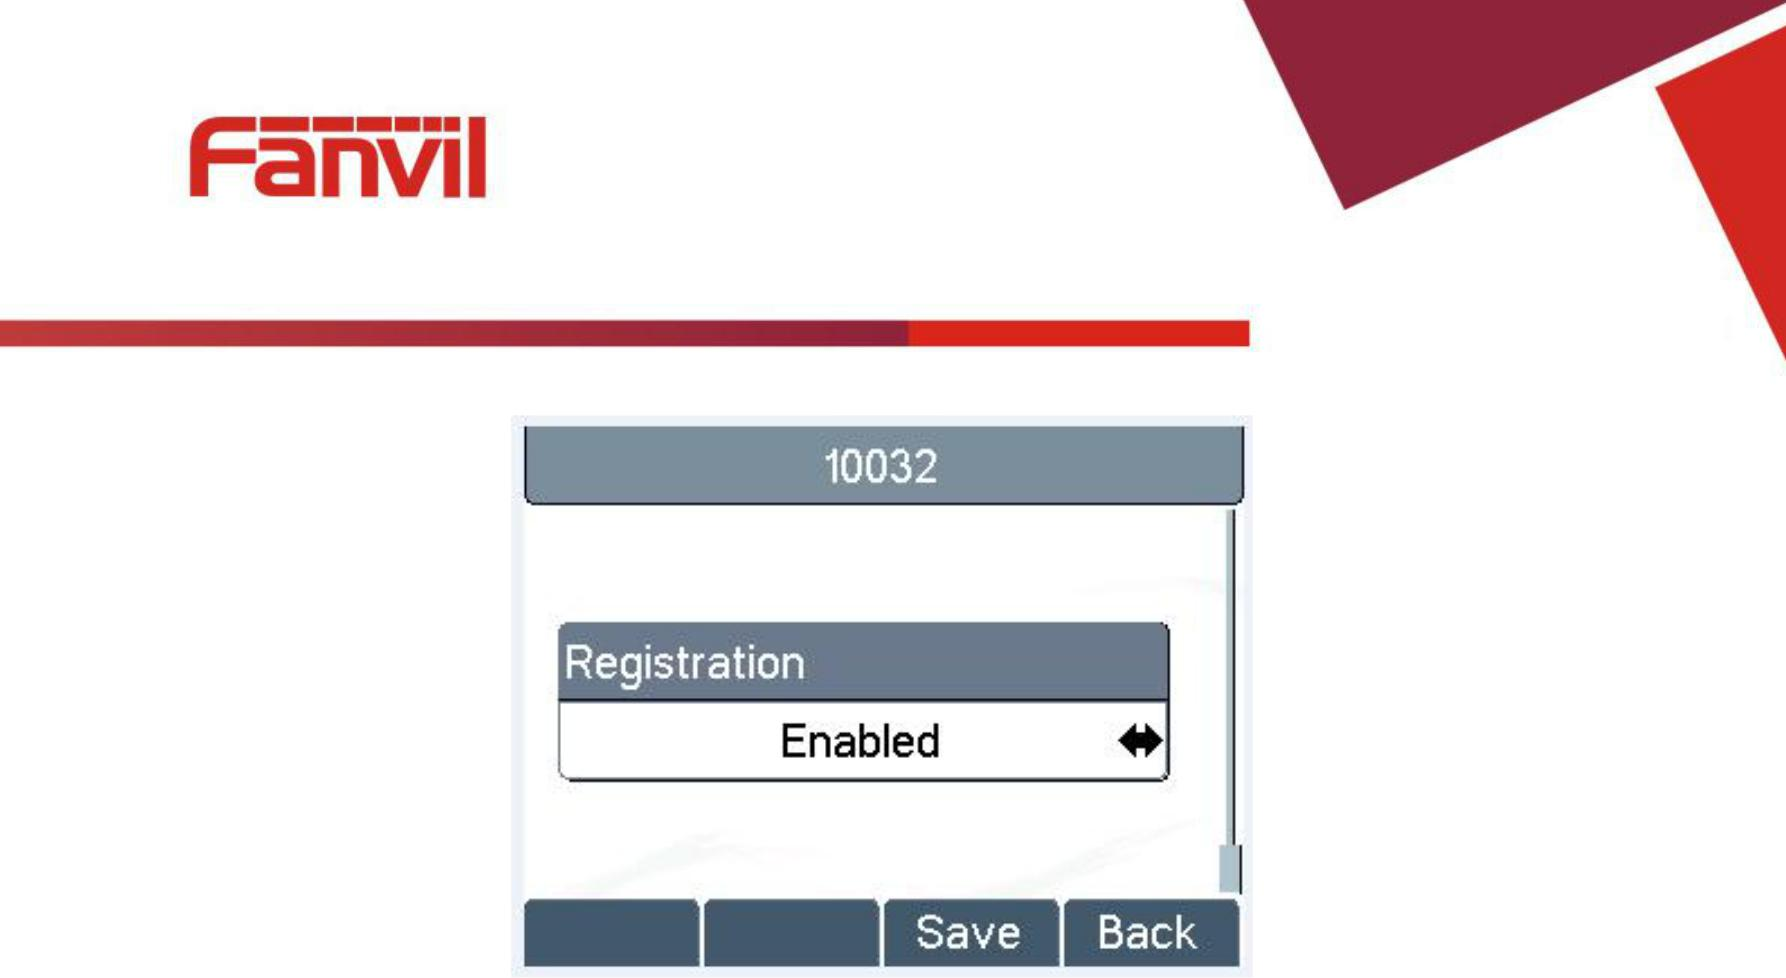 Fanvil
10032
Registration
Enabled
Save
Back